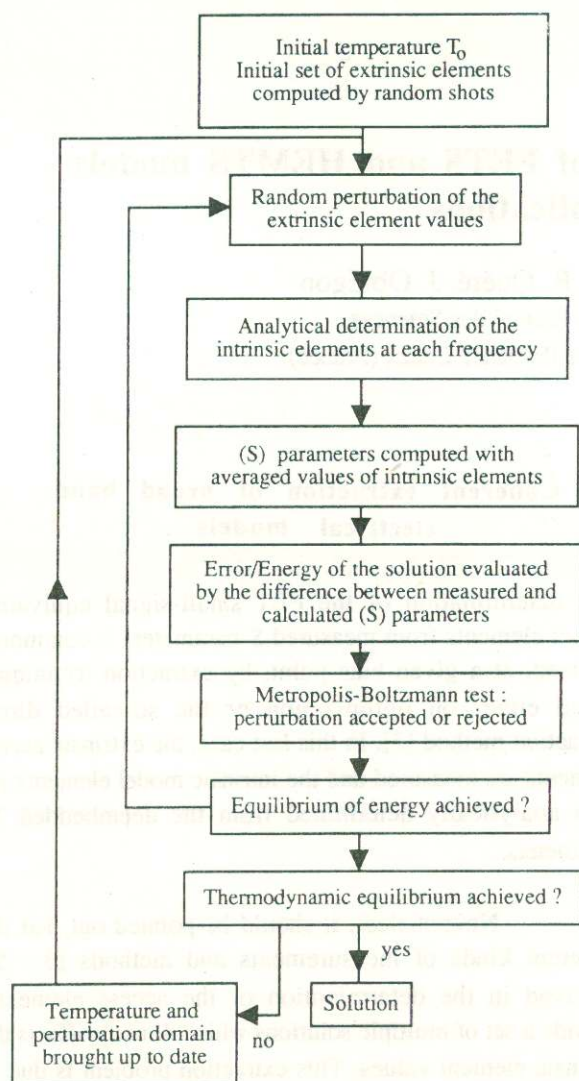 Initial temperature T₀
Initial set of extrinsic elements
computed by random shots
Random perturbation of the
extrinsic element values
Analytical determination of the
intrinsic elements at each frequency
(S) parameters computed with
averaged values of intrinsic elements
Error/Energy of the solution evaluated
by the difference between measured and
calculated (S) parameters
Metropolis-Boltzmann test :
perturbation accepted or rejected
Equilibrium of energy achieved ?
Thermodynamic equilibrium achieved ?
yes
Solution
no
Temperature and
perturbation domain
brought up to date